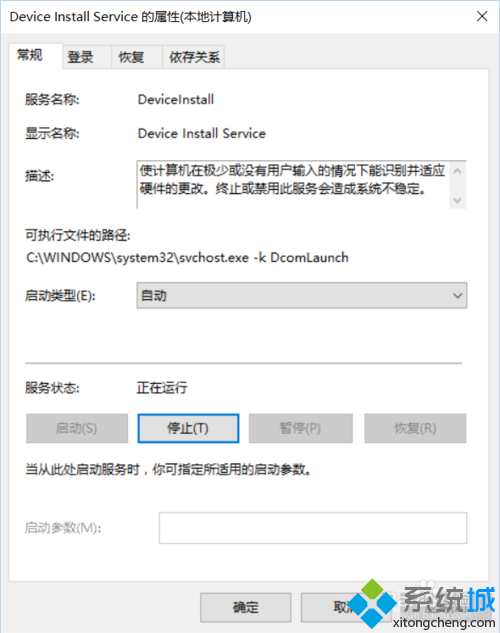 Device Install Service 的属性(本地计算机)
常规 登录 恢复 依存关系
服务名称: DeviceInstall
显示名称: Device Install Service
描述: 使计算机在极少或没有用户输入的情况下能识别并适应
硬件的更改。终止或禁用此服务会造成系统不稳定。
可执行文件的路径:
C:\WINDOWS\system32\svchost.exe -k DcomLaunch
启动类型(E): 自动
服务状态: 正在运行
启动(S) 停止(T) 暂停(P) 恢复(R)
当从此处启动服务时，你可指定所适用的启动参数。
启动参数(M):
确定
系统城
xitongcheng.com